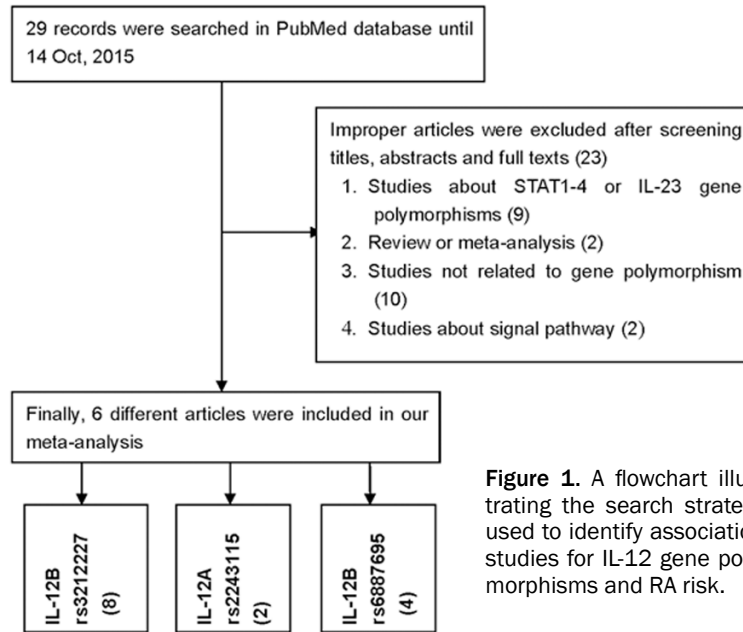 29 records were searched in PubMed database until
14 Oct, 2015
Improper articles were excluded after screening
titles, abstracts and full texts (23)
1. Studies about STAT1-4 or IL-23 gene
polymorphisms (9)
2. Review or meta-analysis (2)
3. Studies not related to gene polymorphism
(10)
4. Studies about signal pathway (2)
Finally, 6 different articles were included in our
meta-analysis
IL-12B
rs3212227
(8)
IL-12A
rs2243115
(2)
IL-12B
rs6887695
(4)
Figure 1. A flowchart illu
trating the search strate
used to identify associatio
studies for IL-12 gene po
morphisms and RA risk.